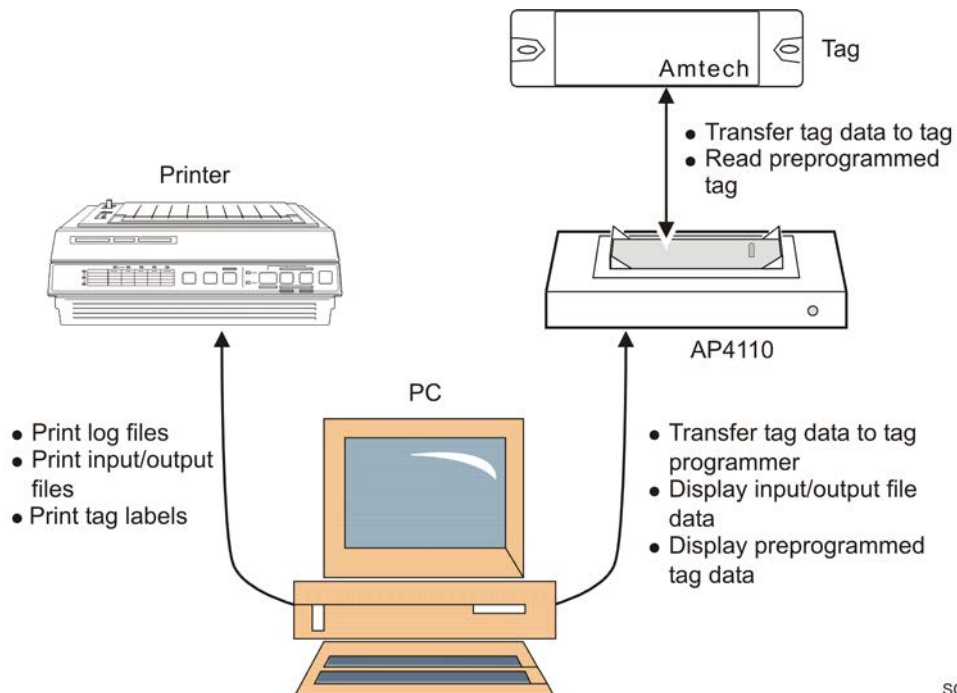 Amtech
Tag
• Transfer tag data to tag
• Read preprogrammed
tag
Printer
AP4110
PC
• Print log files
• Print input/output
files
• Print tag labels
• Transfer tag data to tag
programmer
• Display input/output file
data
• Display preprogrammed
tag data